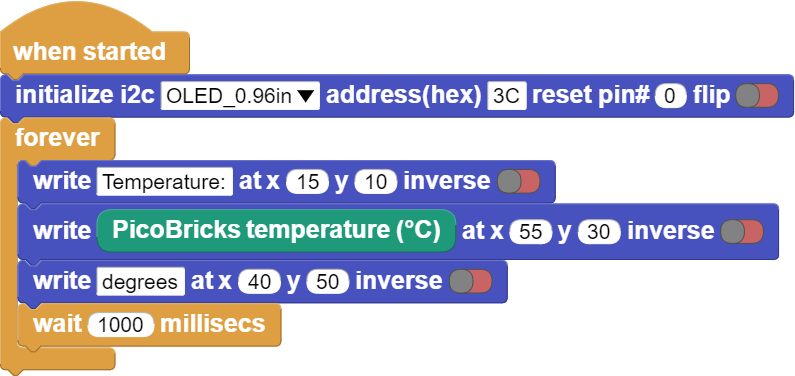 when started
initialize i2c OLED_0.96in ▼ address(hex) 3C reset pin# 0 flip
forever
write Temperature: at x 15 y 10 inverse
write PicoBricks temperature (°C) at x 55 y 30 inverse
write degrees at x 40 y 50 inverse
wait 1000 millisecs